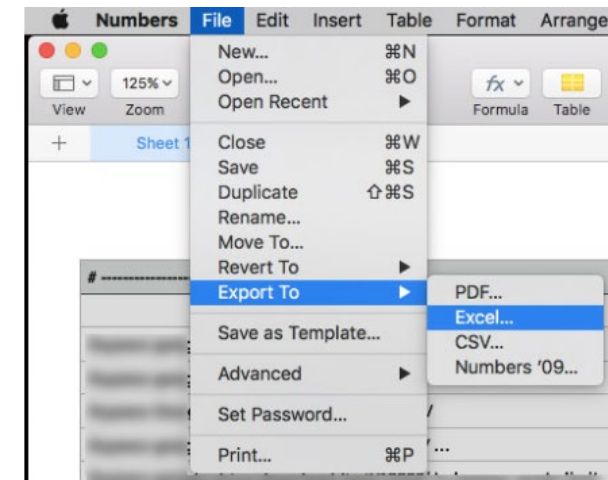 Numbers File Edit Insert Table Format Arrange
New... ⌘N
Open... ⌘O
Open Recent ▶
125%
View Zoom
fx
Formula Table
+ Sheet 1
Close ⌘W
Save ⌘S
Duplicate ⇧⌘S
Rename...
Move To...
Revert To ▶
Export To ▶
Save as Template...
Advanced ▶
Set Password...
Print... ⌘P
PDF...
Excel...
CSV...
Numbers '09...
# ----------------
/
/ ...